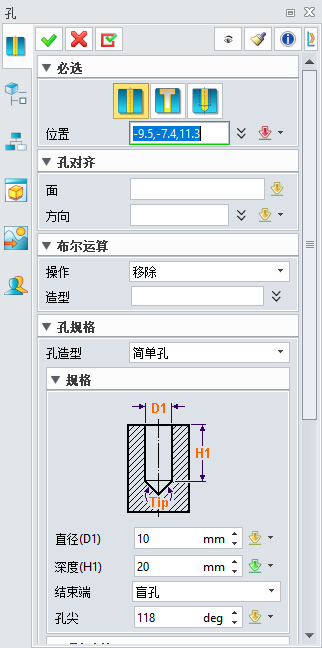 孔
必选
位置 -9.5,-7.4,11.3
孔对齐
面
方向
布尔运算
操作 移除
造型
孔规格
孔造型 简单孔
规格
D1
H1
Tip
直径(D1) 10 mm
深度(H1) 20 mm
结束端 盲孔
孔尖 118 deg